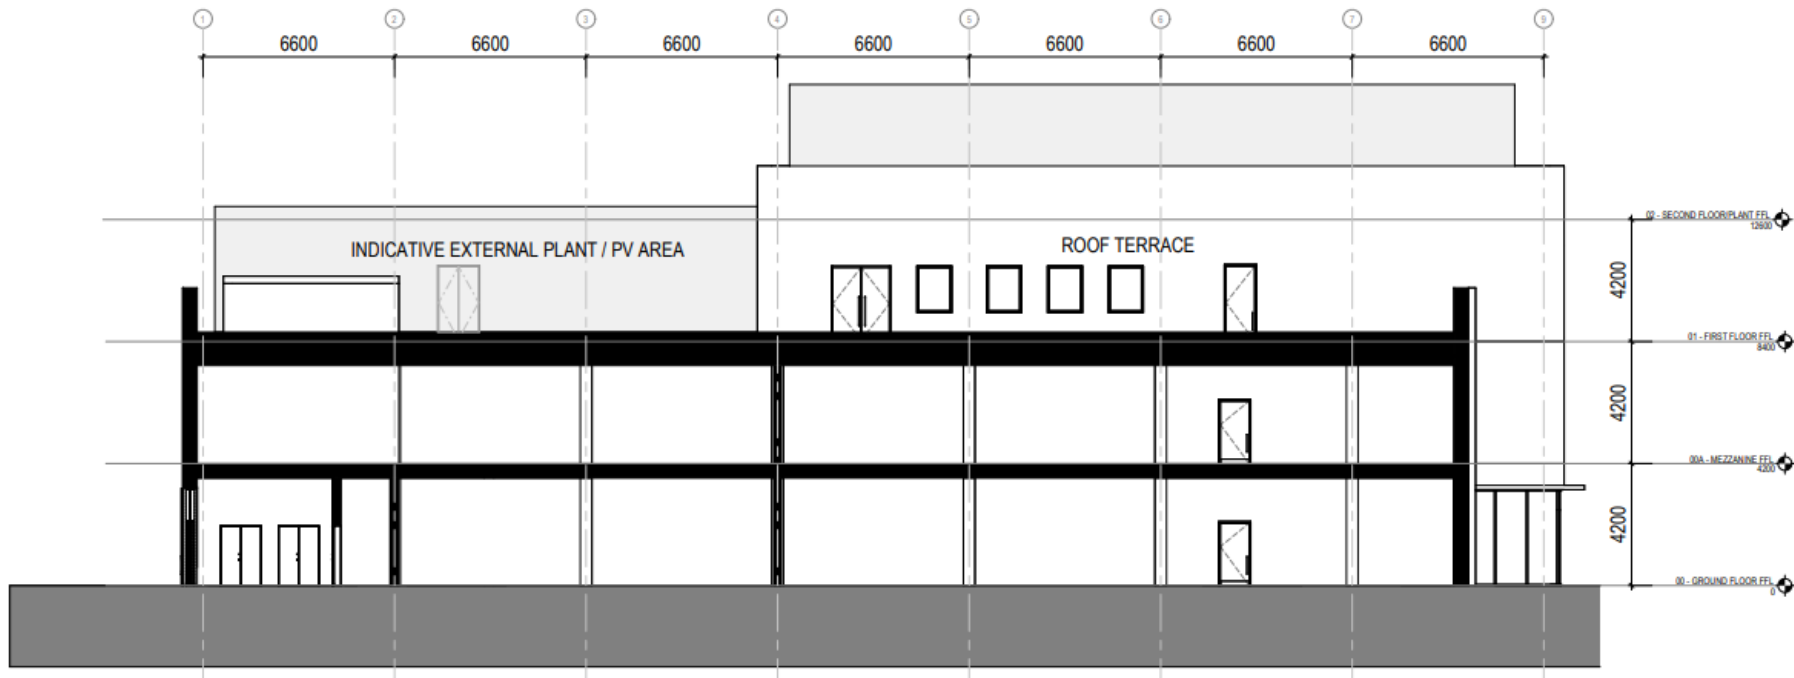 1 2 3 4 5 6 7 9
6600 6600 6600 6600 6600 6600 6600
02 - SECOND FLOOR/PLANT FFL
12600
INDICATIVE EXTERNAL PLANT / PV AREA
ROOF TERRACE
4200
01 - FIRST FLOOR FFL
8400
4200
00A - MEZZANINE FFL
4200
4200
00 - GROUND FLOOR FFL
0